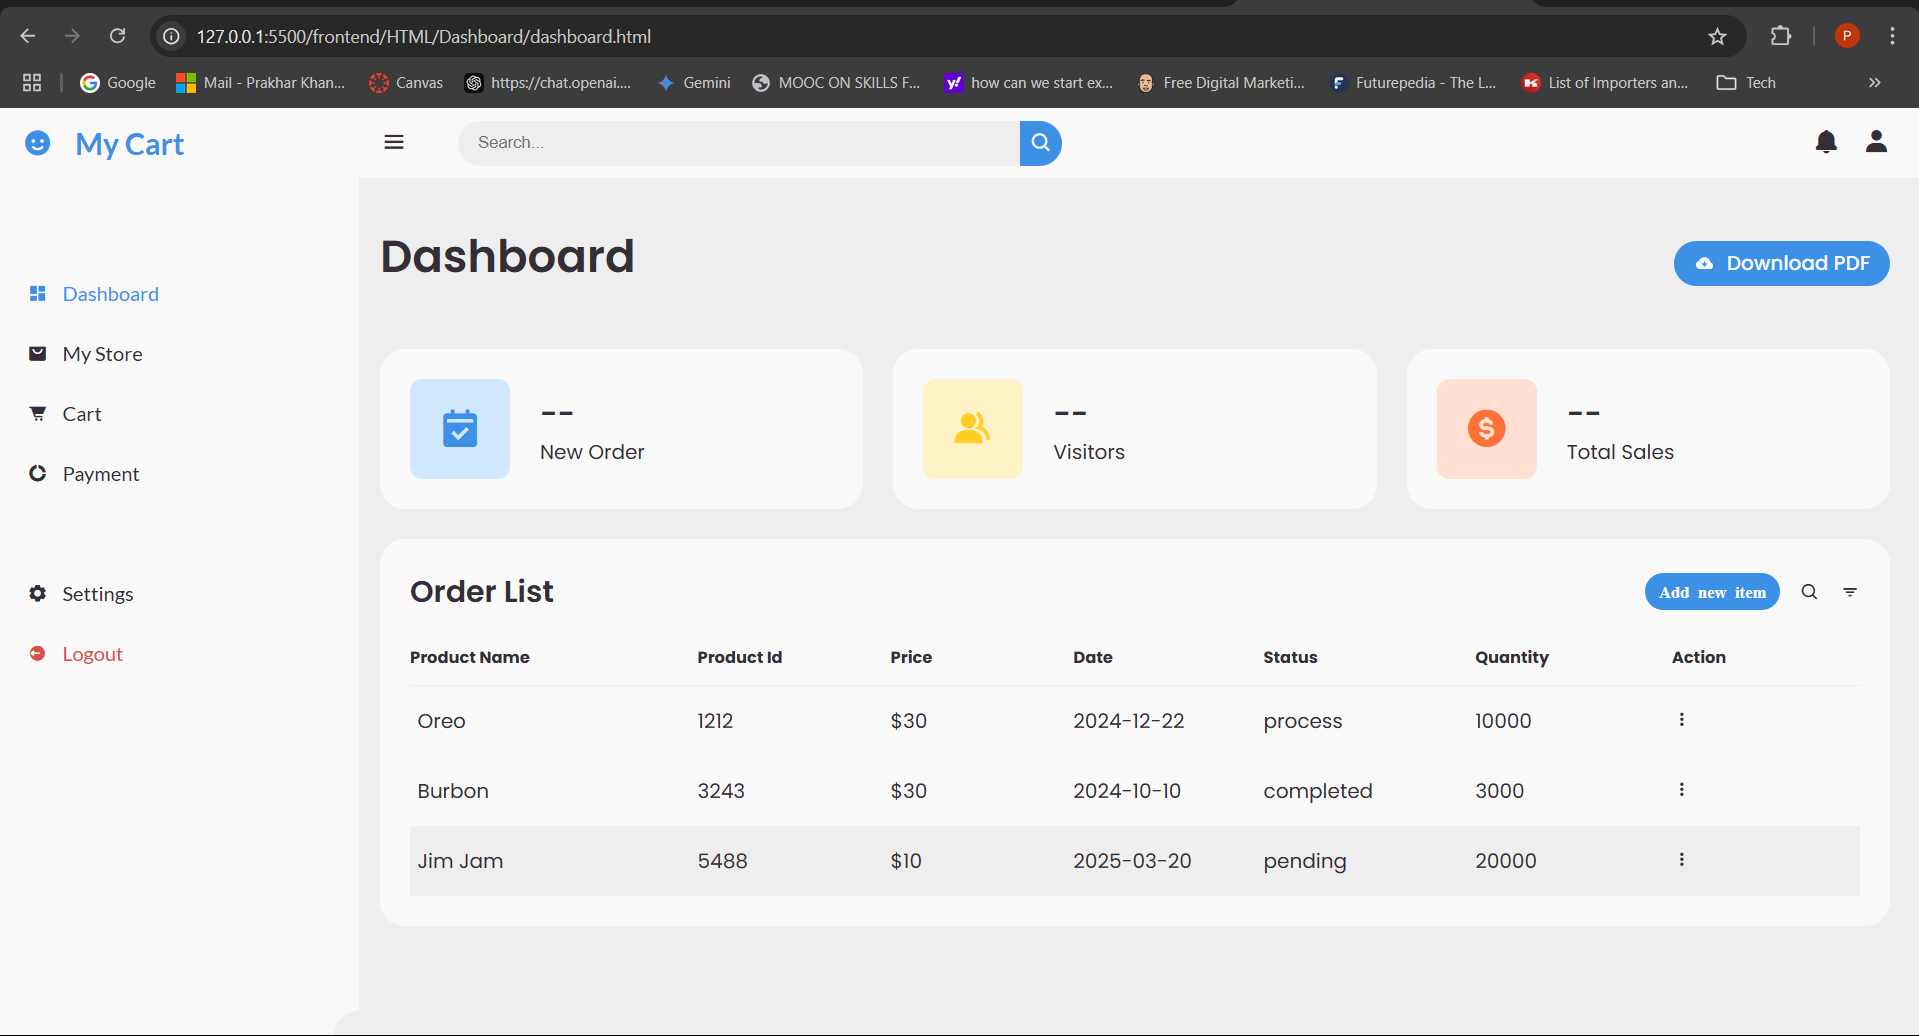 127.0.0.1:5500/frontend/HTML/Dashboard/dashboard.html
P
Google
Mail - Prakhar Khan...
Canvas
https://chat.openai....
Gemini
MOOC ON SKILLS F...
how can we start ex...
Free Digital Marketi...
Futurepedia - The L...
List of Importers an...
Tech
My Cart
Search...
Dashboard
My Store
Cart
Payment
Settings
Logout
Dashboard
Download PDF
--
New Order
--
Visitors
--
Total Sales
Order List
Add new item
Product Name Product Id Price Date Status Quantity Action
Oreo 1212 $30 2024-12-22 process 10000
Burbon 3243 $30 2024-10-10 completed 3000
Jim Jam 5488 $10 2025-03-20 pending 20000